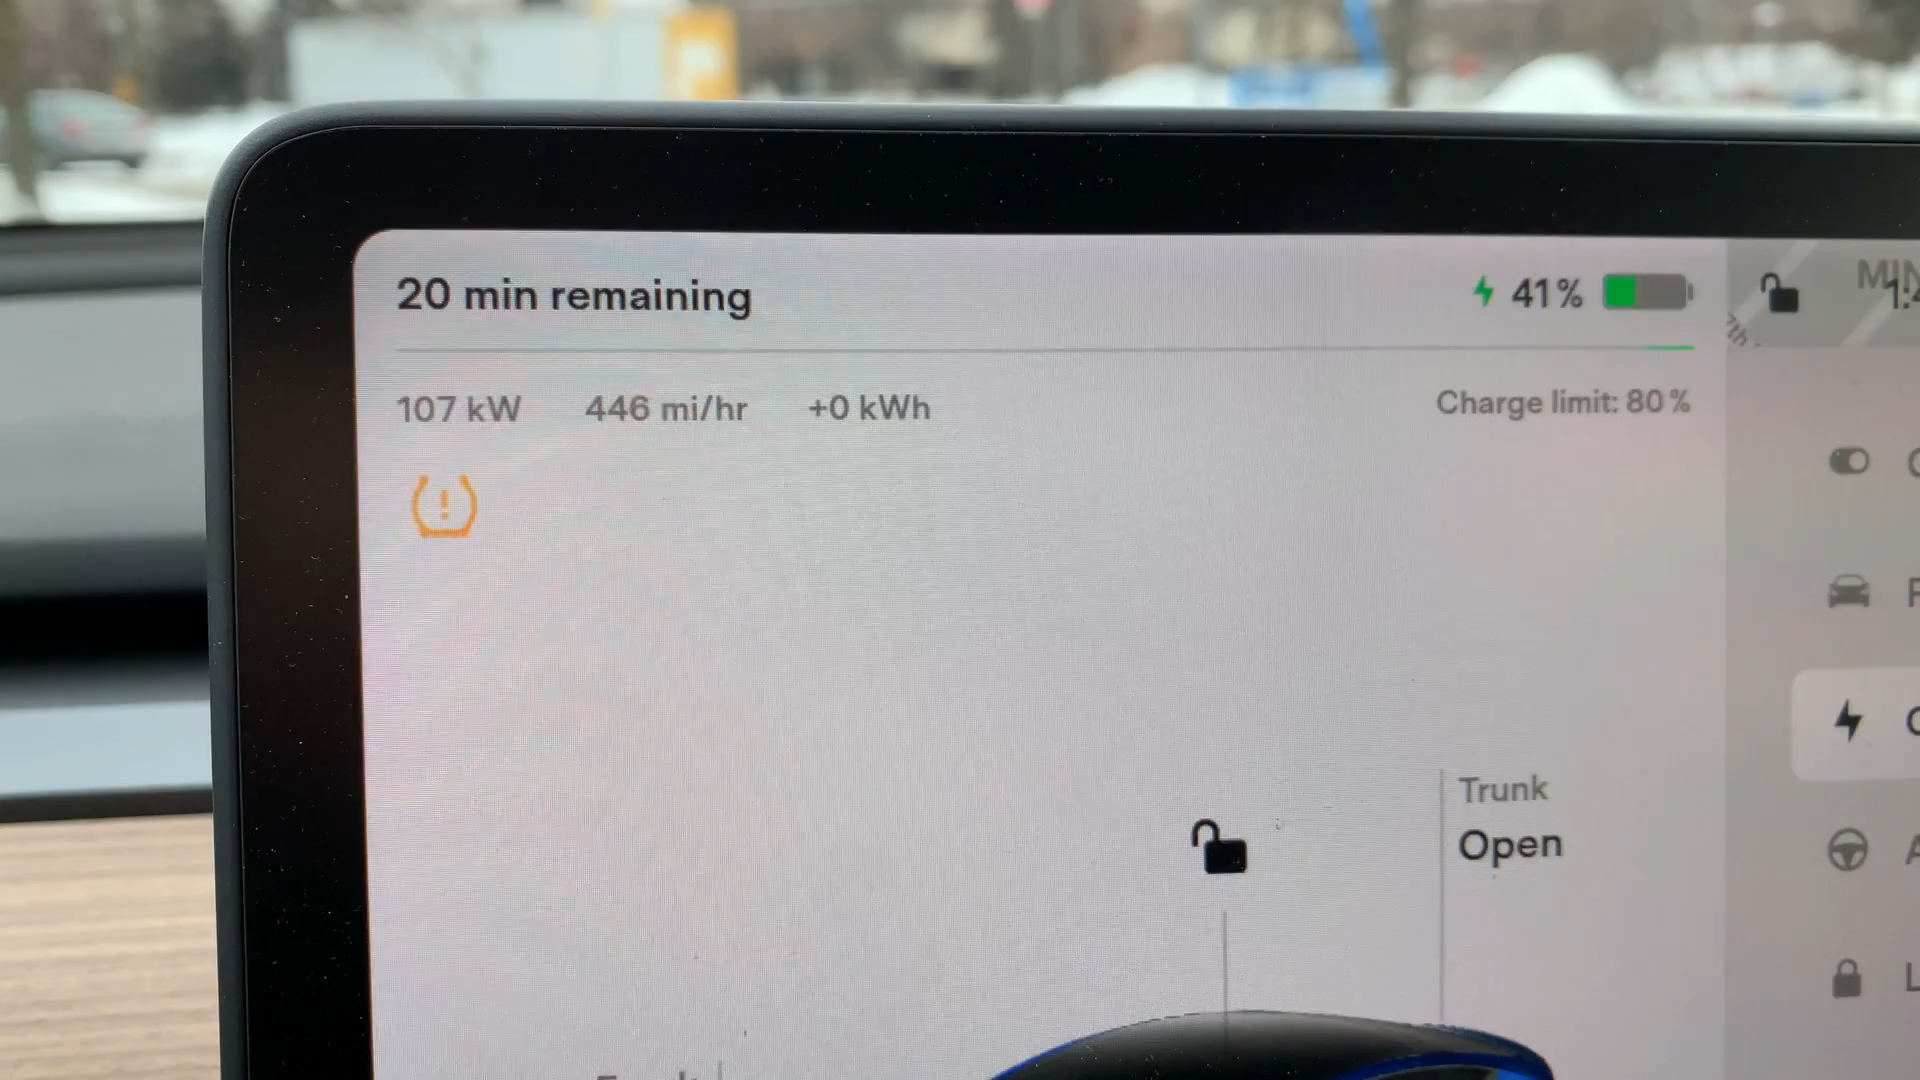 20 min remaining
41%
107 kW 446 mi/hr +0 kWh
Charge limit: 80%
Trunk
Open